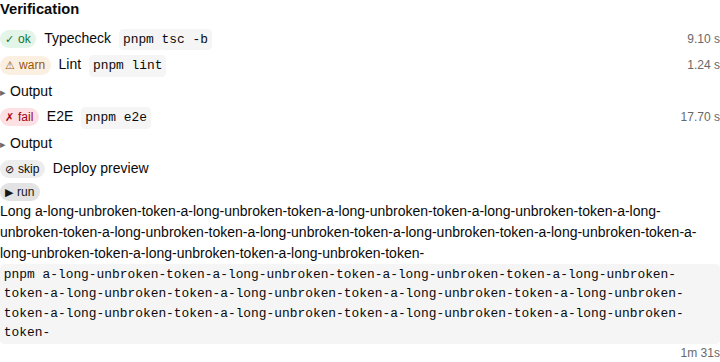 Verification
✓ ok Typecheck pnpm tsc -b 9.10 s
⚠ warn Lint pnpm lint 1.24 s
▸ Output
✗ fail E2E pnpm e2e 17.70 s
▸ Output
⊘ skip Deploy preview
▶ run
Long a-long-unbroken-token-a-long-unbroken-token-a-long-unbroken-token-a-long-unbroken-token-a-long-
unbroken-token-a-long-unbroken-token-a-long-unbroken-token-a-long-unbroken-token-a-long-unbroken-token-a-
long-unbroken-token-a-long-unbroken-token-a-long-unbroken-token-
pnpm a-long-unbroken-token-a-long-unbroken-token-a-long-unbroken-token-a-long-unbroken-
token-a-long-unbroken-token-a-long-unbroken-token-a-long-unbroken-token-a-long-unbroken-
token-a-long-unbroken-token-a-long-unbroken-token-a-long-unbroken-token-a-long-unbroken-
token-
1m 31s